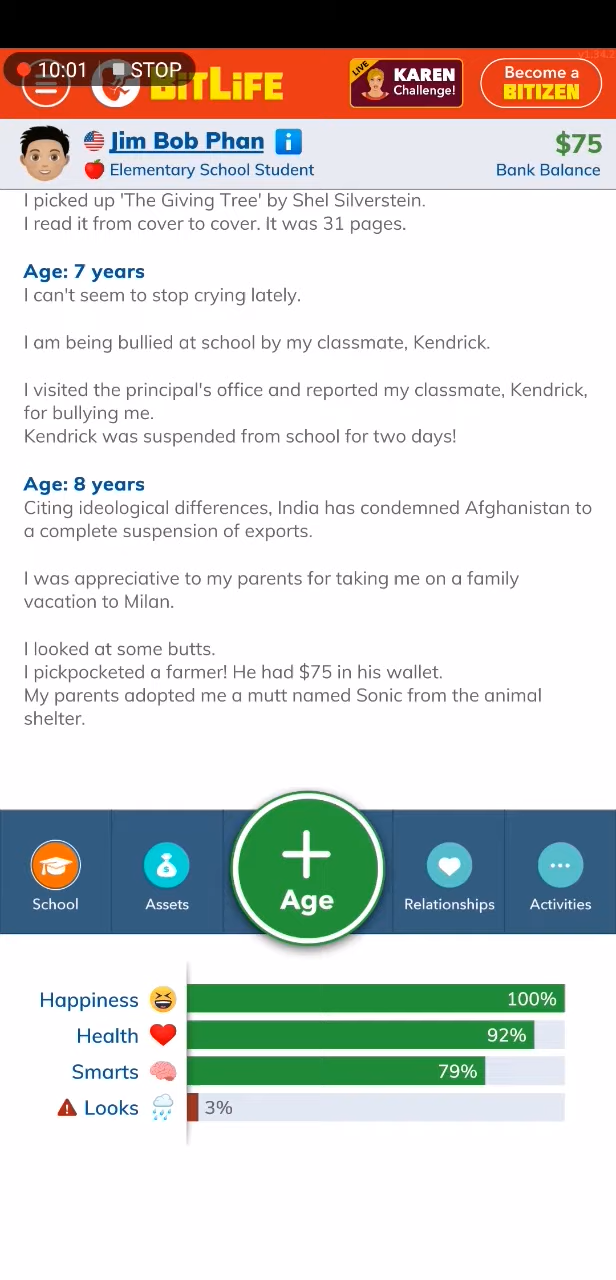 v1.34.2
10:01 STOP
BITLIFE
LIVE
KAREN
Challenge!
Become a
BITIZEN
Jim Bob Phan i
Elementary School Student
$75
Bank Balance
I picked up 'The Giving Tree' by Shel Silverstein.
I read it from cover to cover. It was 31 pages.
Age: 7 years
I can't seem to stop crying lately.
I am being bullied at school by my classmate, Kendrick.
I visited the principal's office and reported my classmate, Kendrick,
for bullying me.
Kendrick was suspended from school for two days!
Age: 8 years
Citing ideological differences, India has condemned Afghanistan to
a complete suspension of exports.
I was appreciative to my parents for taking me on a family
vacation to Milan.
I looked at some butts.
I pickpocketed a farmer! He had $75 in his wallet.
My parents adopted me a mutt named Sonic from the animal
shelter.
School
Assets
Age
Relationships
Activities
Happiness 100%
Health 92%
Smarts 79%
Looks 3%